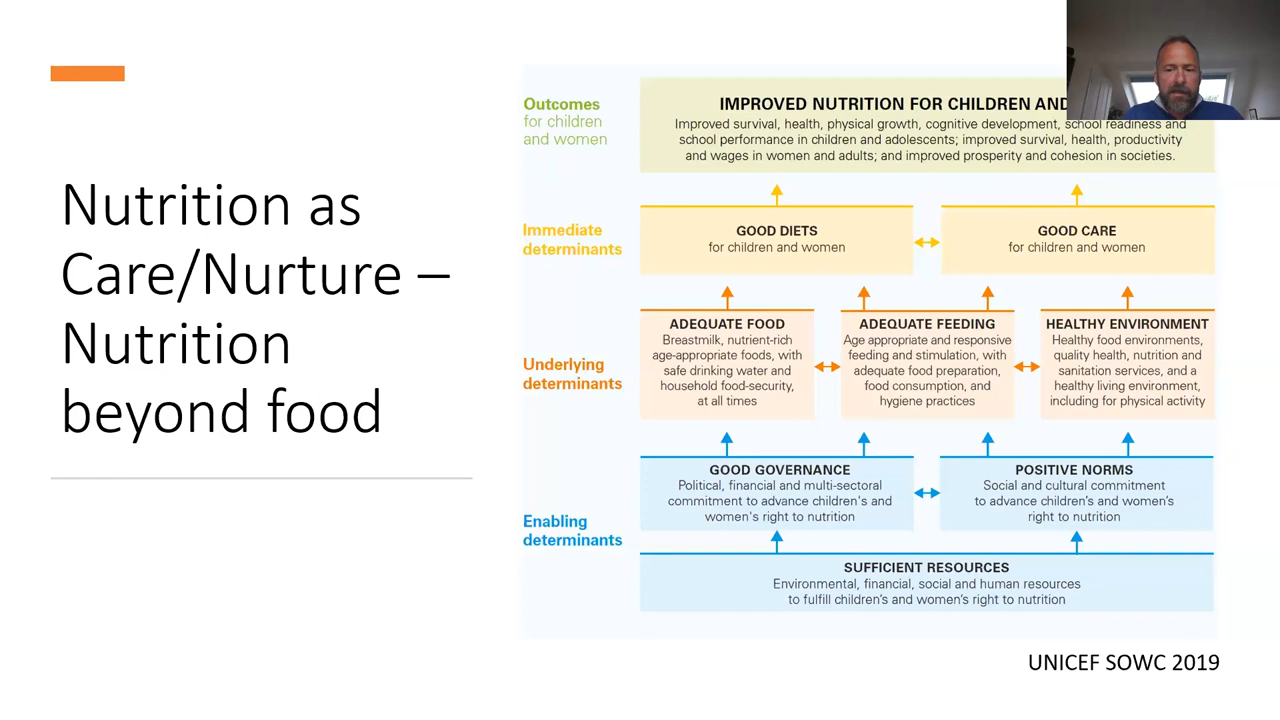 Nutrition as
Care/Nurture –
Nutrition
beyond food
Outcomes
for children
and women
IMPROVED NUTRITION FOR CHILDREN AND
Improved survival, health, physical growth, cognitive development, school readiness and
school performance in children and adolescents; improved survival, health, productivity
and wages in women and adults; and improved prosperity and cohesion in societies.
Immediate
determinants
GOOD DIETS
for children and women
GOOD CARE
for children and women
Underlying
determinants
ADEQUATE FOOD
Breastmilk, nutrient-rich
age-appropriate foods, with
safe drinking water and
household food-security,
at all times
ADEQUATE FEEDING
Age appropriate and responsive
feeding and stimulation, with
adequate food preparation,
food consumption, and
hygiene practices
HEALTHY ENVIRONMENT
Healthy food environments,
quality health, nutrition and
sanitation services, and a
healthy living environment,
including for physical activity
Enabling
determinants
GOOD GOVERNANCE
Political, financial and multi-sectoral
commitment to advance children's and
women's right to nutrition
POSITIVE NORMS
Social and cultural commitment
to advance children's and women's
right to nutrition
SUFFICIENT RESOURCES
Environmental, financial, social and human resources
to fulfill children's and women's right to nutrition
UNICEF SOWC 2019